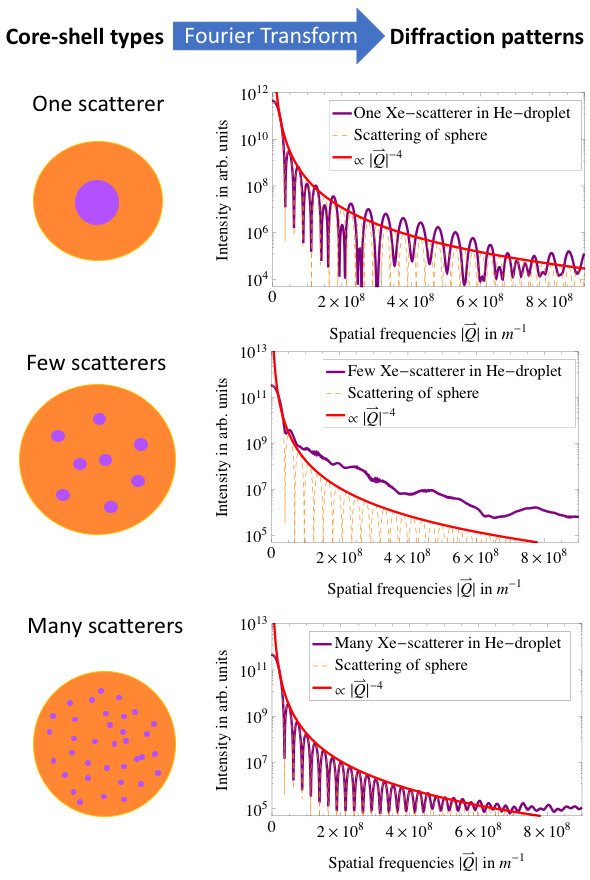 Core-shell types Fourier Transform Diffraction patterns
One scatterer
Intensity in arb. units
10^12
10^10
10^8
10^6
10^4
One Xe−scatterer in He−droplet
Scattering of sphere
∝ |Q⃗|^−4
0 2×10^8 4×10^8 6×10^8 8×10^8
Spatial frequencies |Q⃗| in m^−1
Few scatterers
Intensity in arb. units
10^13
10^11
10^9
10^7
10^5
Few Xe−scatterer in He−droplet
Scattering of sphere
∝ |Q⃗|^−4
0 2×10^8 4×10^8 6×10^8 8×10^8
Spatial frequencies |Q⃗| in m^−1
Many scatterers
Intensity in arb. units
10^13
10^11
10^9
10^7
10^5
Many Xe−scatterer in He−droplet
Scattering of sphere
∝ |Q⃗|^−4
0 2×10^8 4×10^8 6×10^8 8×10^8
Spatial frequencies |Q⃗| in m^−1